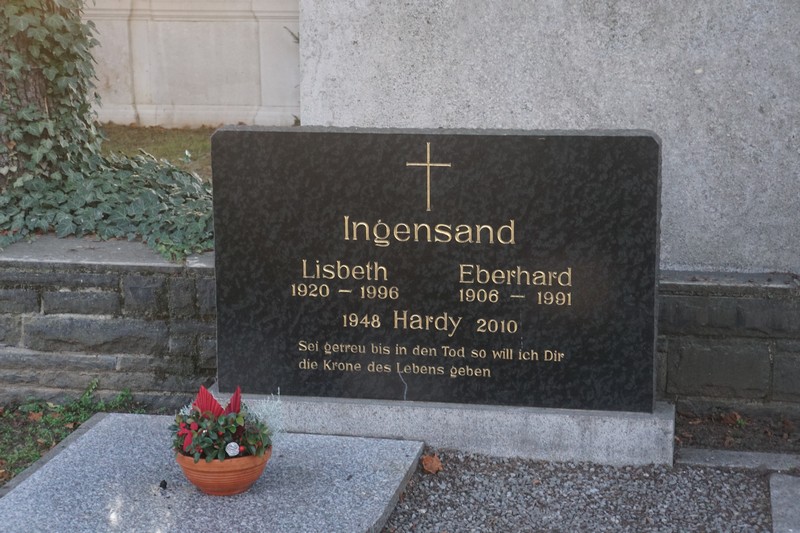 Ingensand
Lisbeth Eberhard
1920 – 1996 1906 – 1991
1948 Hardy 2010
Sei getreu bis in den Tod so will ich Dir
die Krone des Lebens geben